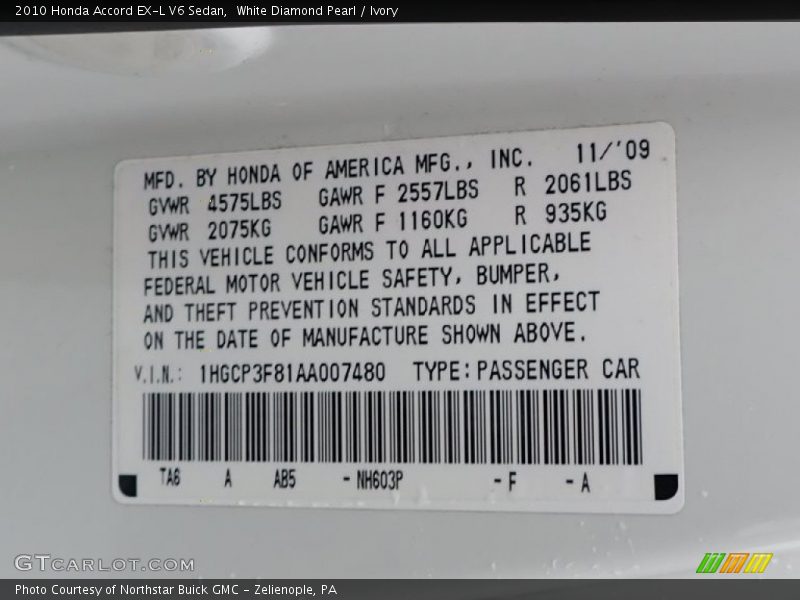 2010 Honda Accord EX-L V6 Sedan,  White Diamond Pearl / Ivory
MFD. BY HONDA OF AMERICA MFG., INC. 11/'09
GVWR 4575LBS GAWR F 2557LBS R 2061LBS
GVWR 2075KG GAWR F 1160KG R 935KG
THIS VEHICLE CONFORMS TO ALL APPLICABLE
FEDERAL MOTOR VEHICLE SAFETY, BUMPER,
AND THEFT PREVENTION STANDARDS IN EFFECT
ON THE DATE OF MANUFACTURE SHOWN ABOVE.
V.I.N.: 1HGCP3F81AA007480 TYPE: PASSENGER CAR
TA6 A AB5 -NH603P -F -A
GTCARLOT.COM
Photo Courtesy of Northstar Buick GMC - Zelienople, PA